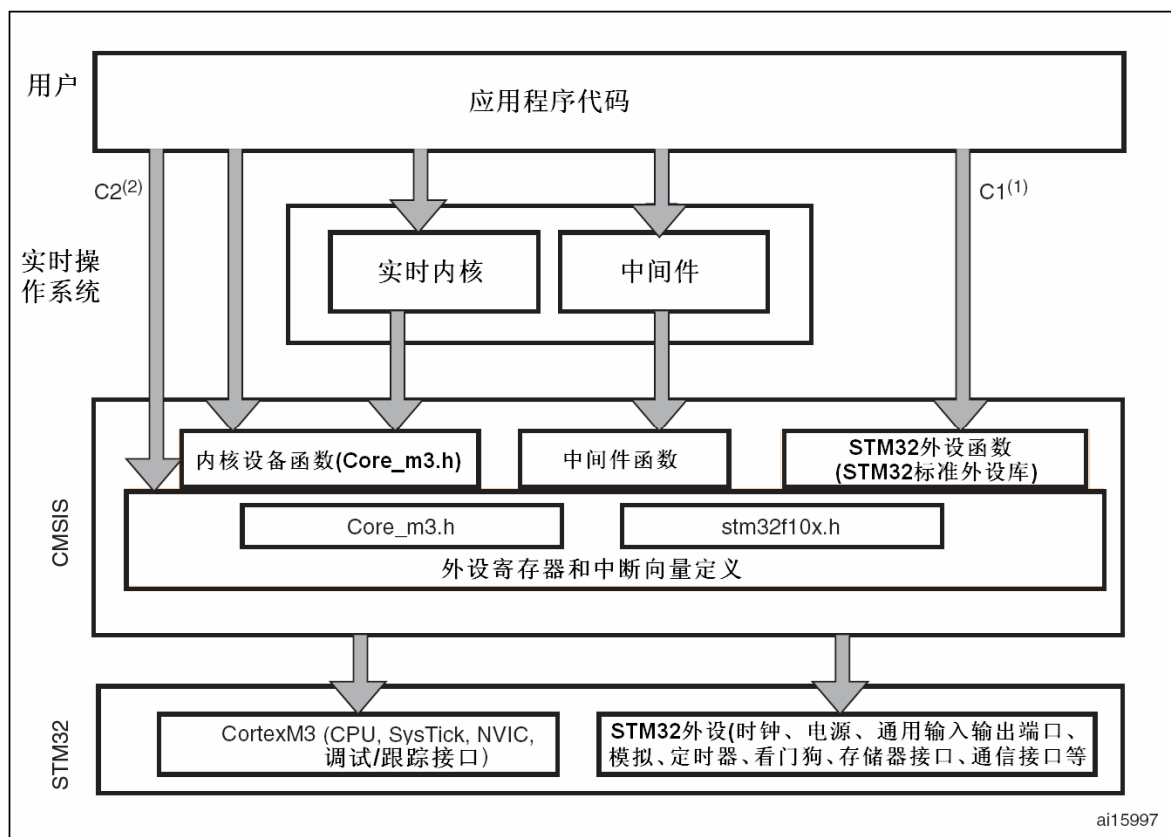 用户
应用程序代码
C2(2)
C1(1)
实时操
作系统
实时内核
中间件
内核设备函数(Core_m3.h)
中间件函数
STM32外设函数
(STM32标准外设库)
CMSIS
Core_m3.h
stm32f10x.h
外设寄存器和中断向量定义
STM32
CortexM3 (CPU, SysTick, NVIC,
调试/跟踪接口)
STM32外设(时钟、电源、通用输入输出端口、
模拟、定时器、看门狗、存储器接口、通信接口等
ai15997